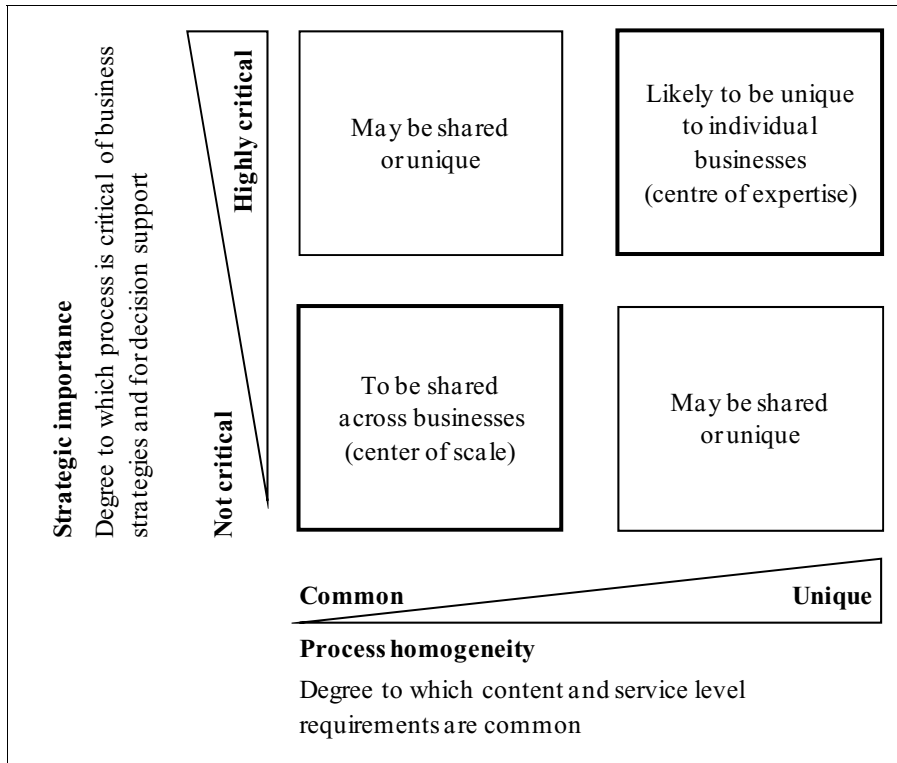 Strategic importance
Degree to which process is critical of business
strategies and for decision support
Highly critical
Not critical
May be shared
or unique
Likely to be unique
to individual
businesses
(centre of expertise)
To be shared
across businesses
(center of scale)
May be shared
or unique
Common
Unique
Process homogeneity
Degree to which content and service level
requirements are common